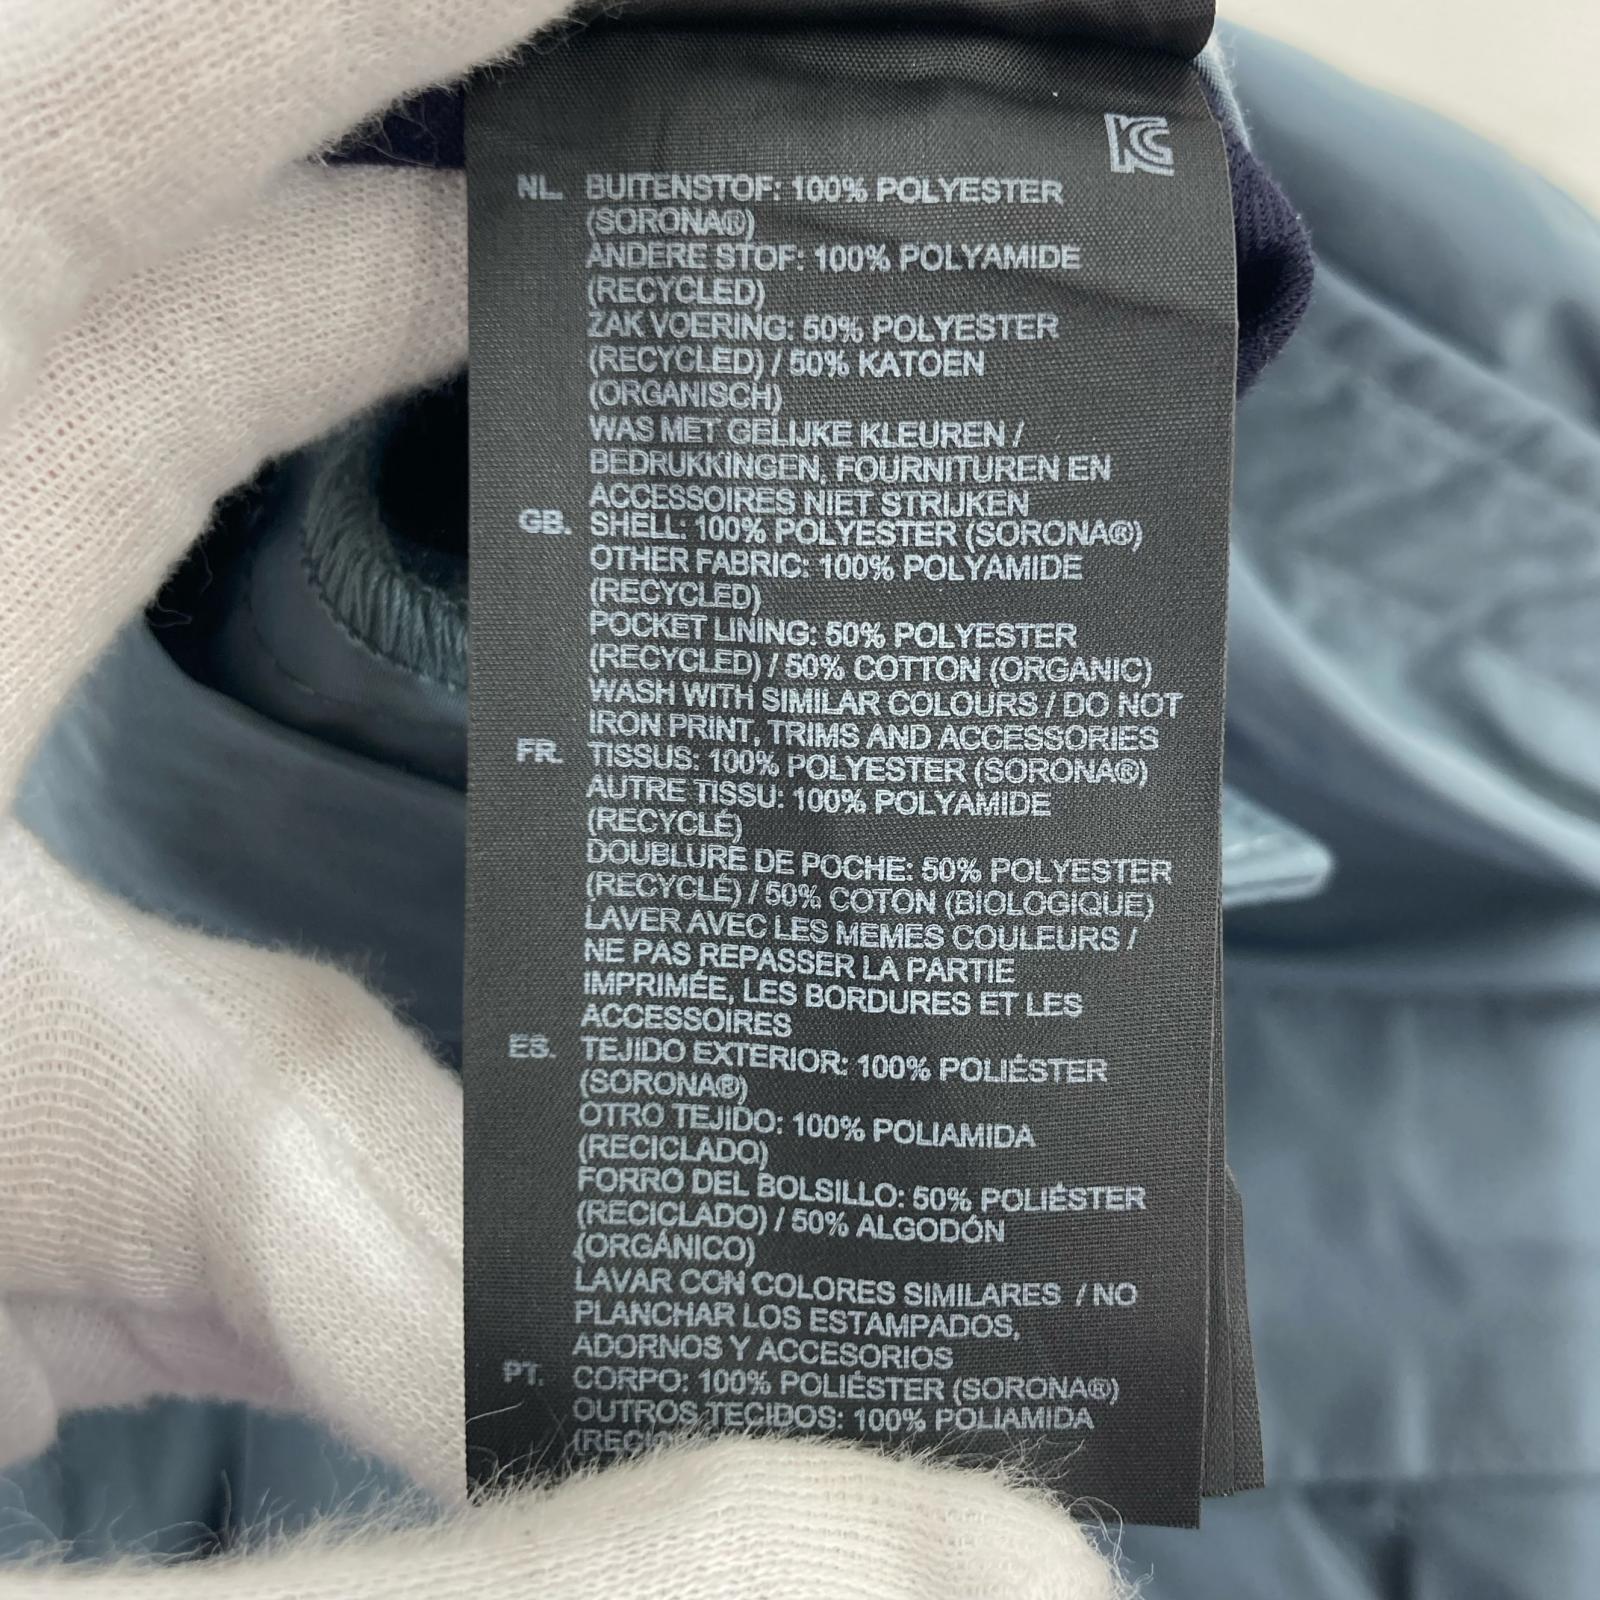 KC
NL. BUITENSTOF: 100% POLYESTER
(SORONA®)
ANDERE STOF: 100% POLYAMIDE
(RECYCLED)
ZAK VOERING: 50% POLYESTER
(RECYCLED) / 50% KATOEN
(ORGANISCH)
WAS MET GELIJKE KLEUREN /
BEDRUKKINGEN, FOURNITUREN EN
ACCESSOIRES NIET STRIJKEN
GB. SHELL: 100% POLYESTER (SORONA®)
OTHER FABRIC: 100% POLYAMIDE
(RECYCLED)
POCKET LINING: 50% POLYESTER
(RECYCLED) / 50% COTTON (ORGANIC)
WASH WITH SIMILAR COLOURS / DO NOT
IRON PRINT, TRIMS AND ACCESSORIES
FR. TISSUS: 100% POLYESTER (SORONA®)
AUTRE TISSU: 100% POLYAMIDE
(RECYCLÉ)
DOUBLURE DE POCHE: 50% POLYESTER
(RECYCLÉ) / 50% COTON (BIOLOGIQUE)
LAVER AVEC LES MEMES COULEURS /
NE PAS REPASSER LA PARTIE
IMPRIMÉE, LES BORDURES ET LES
ACCESSOIRES
ES. TEJIDO EXTERIOR: 100% POLIÉSTER
(SORONA®)
OTRO TEJIDO: 100% POLIAMIDA
(RECICLADO)
FORRO DEL BOLSILLO: 50% POLIÉSTER
(RECICLADO) / 50% ALGODÓN
(ORGÁNICO)
LAVAR CON COLORES SIMILARES / NO
PLANCHAR LOS ESTAMPADOS,
ADORNOS Y ACCESORIOS
PT. CORPO: 100% POLIÉSTER (SORONA®)
OUTROS TECIDOS: 100% POLIAMIDA